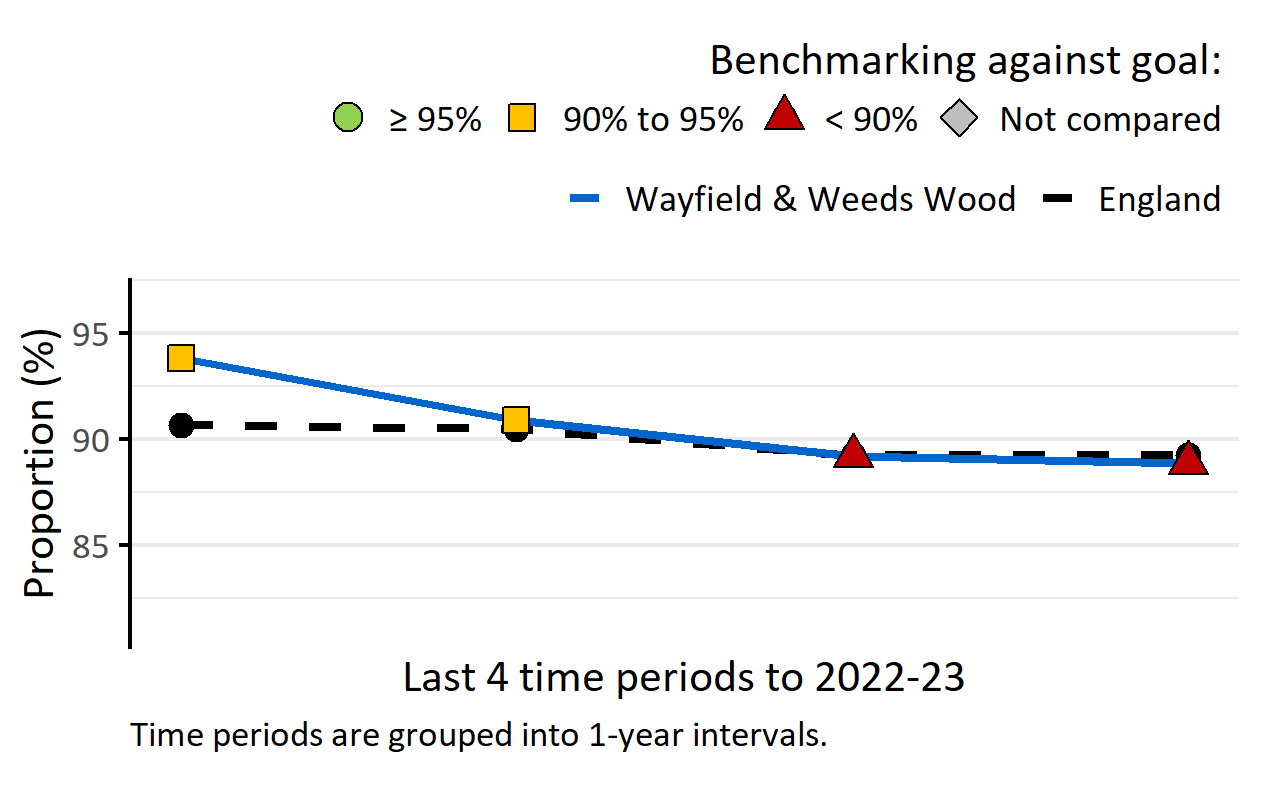 Benchmarking against goal:
≥ 95% 90% to 95% < 90% Not compared
Wayfield & Weeds Wood England
Proportion (%)
95
90
85
Last 4 time periods to 2022-23
Time periods are grouped into 1-year intervals.